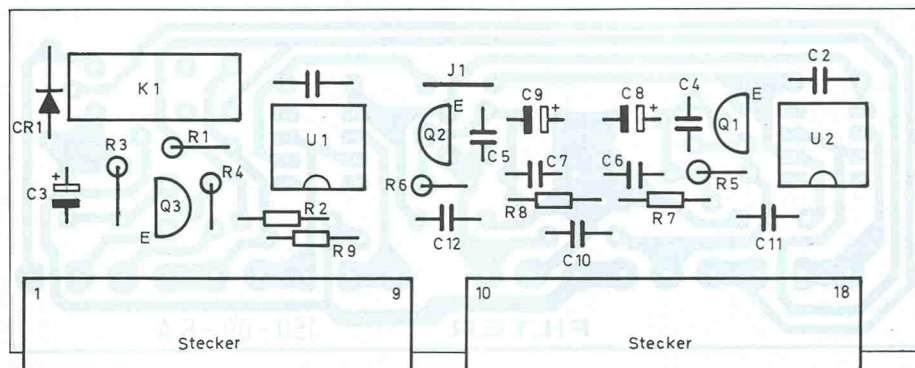 K1
CR1
R3
R1
R4
C3
Q3
E
U1
R2
R9
J1
E
Q2
C5
R6
C12
C9
C8
C7
C6
R8
R7
C10
C4
E
Q1
R5
C2
U2
C11
1
9
Stecker
10
18
Stecker
FILTER